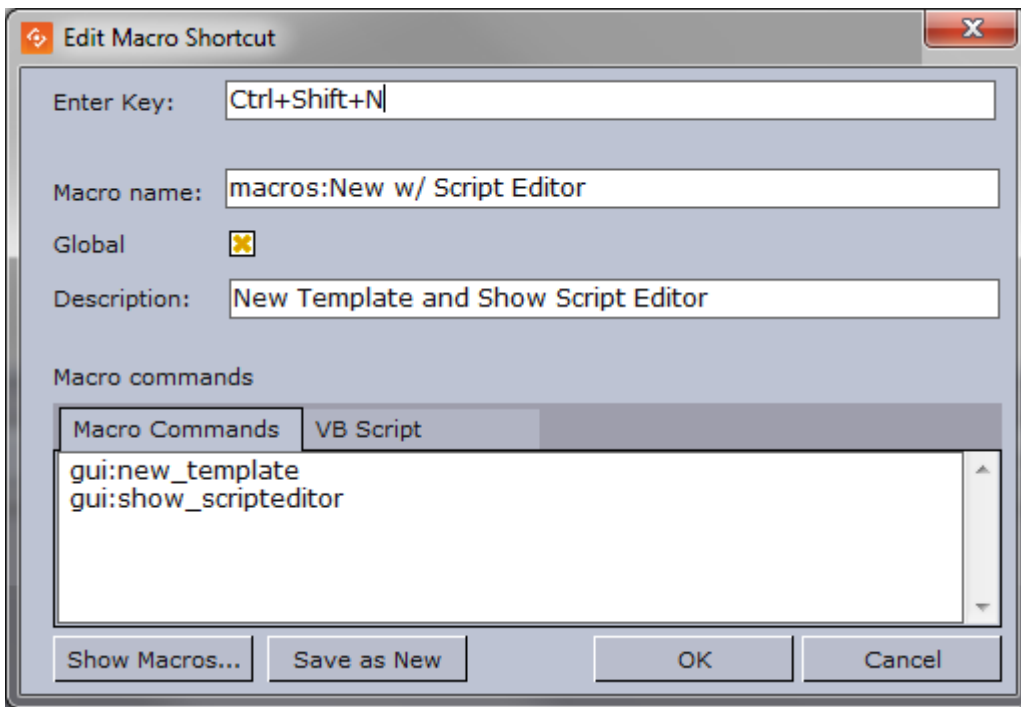 Edit Macro Shortcut
Enter Key: Ctrl+Shift+N
Macro name: macros:New w/ Script Editor
Global
Description: New Template and Show Script Editor
Macro commands
Macro Commands VB Script
gui:new_template
gui:show_scripteditor
Show Macros... Save as New OK Cancel